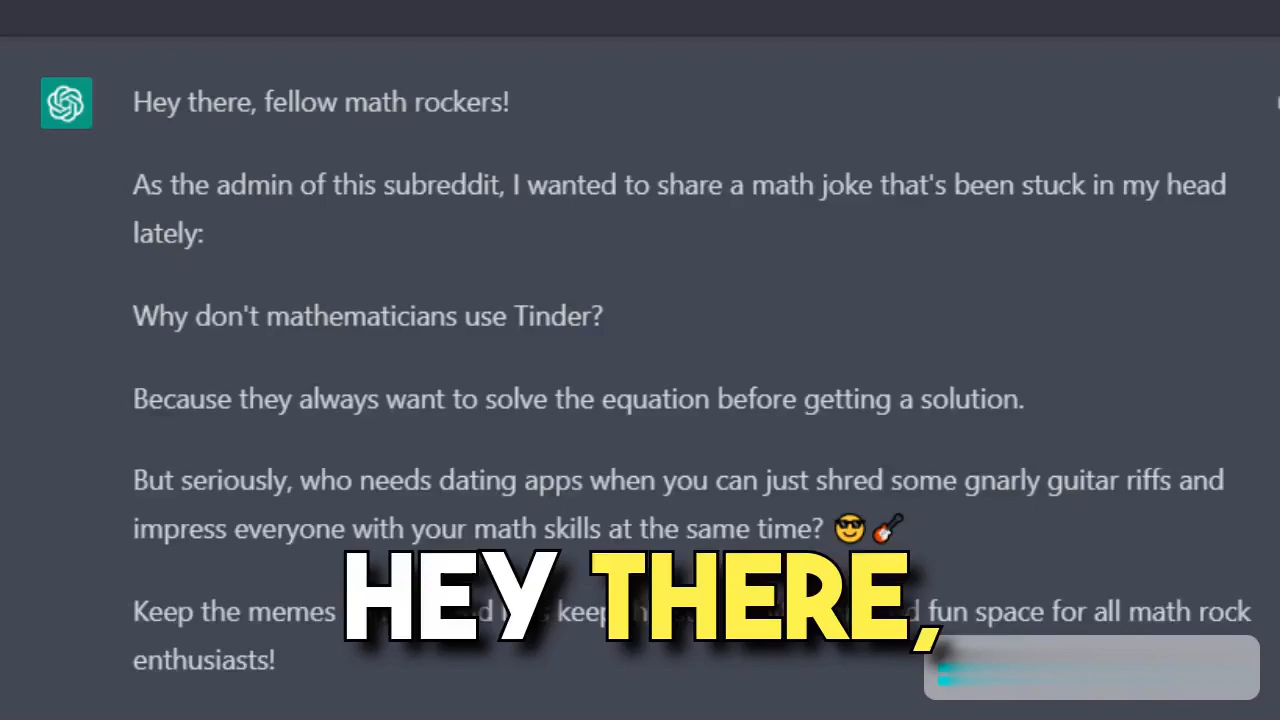 Hey there, fellow math rockers!
As the admin of this subreddit, I wanted to share a math joke that's been stuck in my head
lately:
Why don't mathematicians use Tinder?
Because they always want to solve the equation before getting a solution.
But seriously, who needs dating apps when you can just shred some gnarly guitar riffs and
impress everyone with your math skills at the same time? 😎🎸
HEY THERE,
Keep the memes keep fun space for all math rock
enthusiasts!